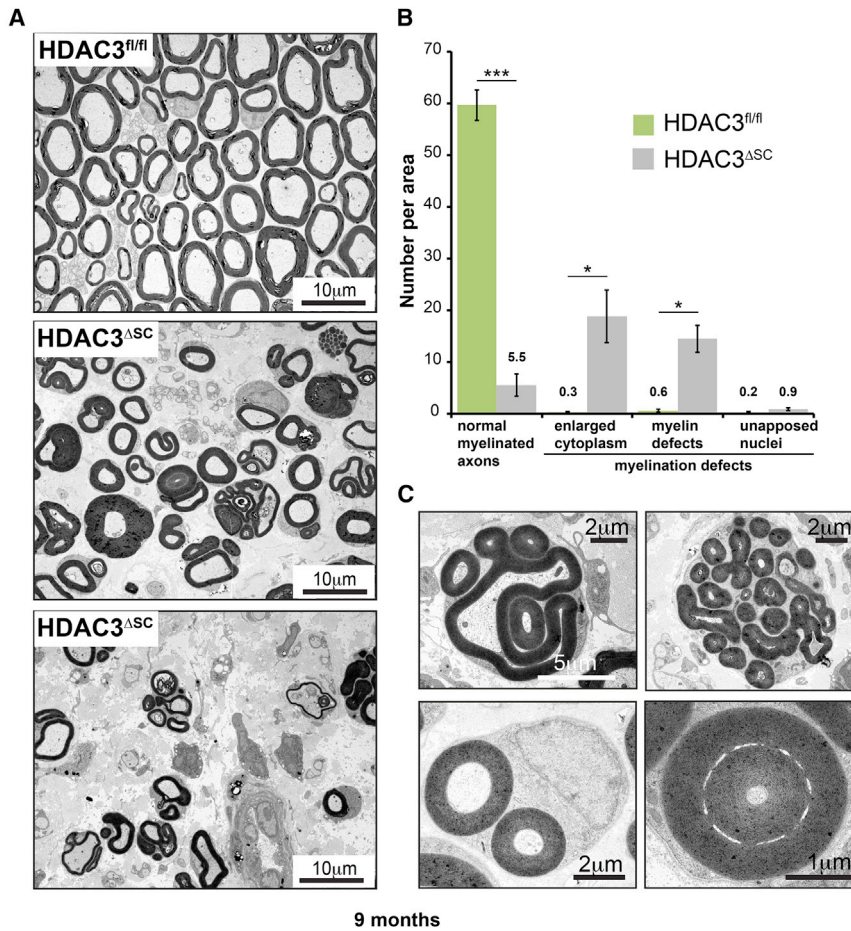 A
HDAC3fl/fl
10μm
HDAC3ΔSC
10μm
HDAC3ΔSC
10μm
B
Number per area
70
60
50
40
30
20
10
0
***
HDAC3fl/fl
HDAC3ΔSC
*
*
5.5
0.3
0.6
0.2
0.9
normal
myelinated
axons
enlarged
cytoplasm
myelin
defects
unapposed
nuclei
myelination defects
C
2μm
5μm
2μm
2μm
1μm
9 months